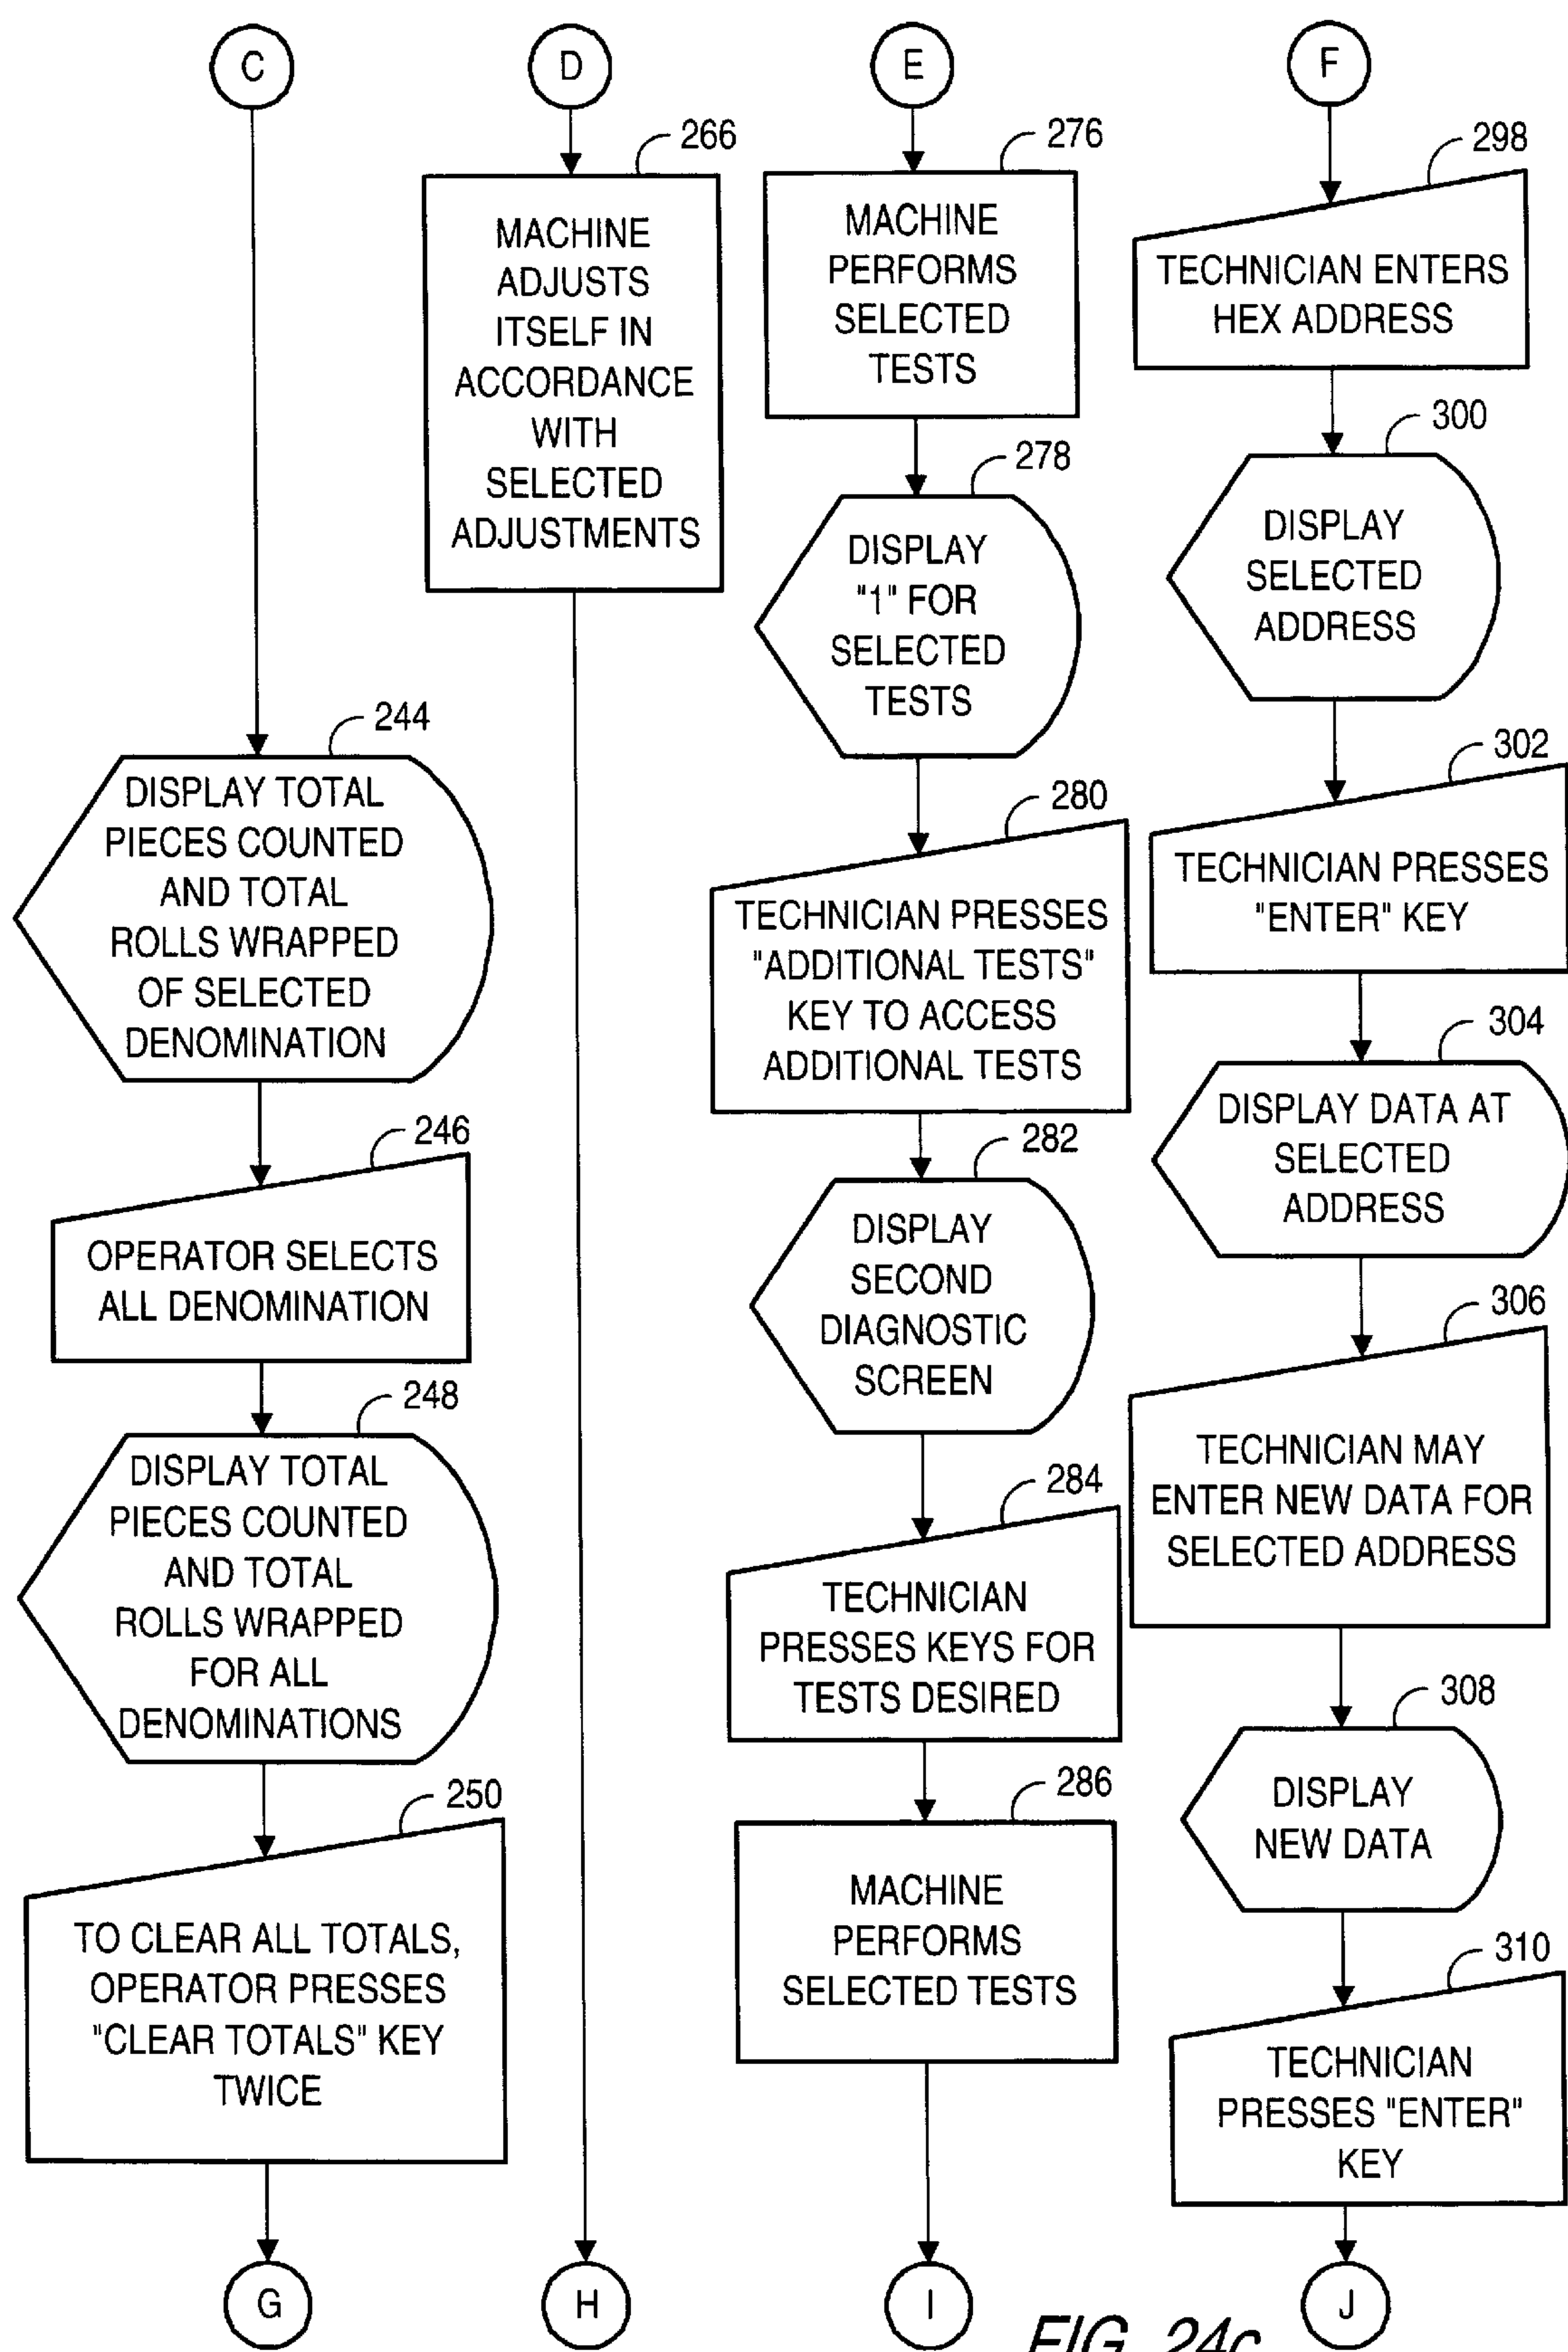 C
244
DISPLAY TOTAL
PIECES COUNTED
AND TOTAL
ROLLS WRAPPED
OF SELECTED
DENOMINATION
246
OPERATOR SELECTS
ALL DENOMINATION
248
DISPLAY TOTAL
PIECES COUNTED
AND TOTAL
ROLLS WRAPPED
FOR ALL
DENOMINATIONS
250
TO CLEAR ALL TOTALS,
OPERATOR PRESSES
"CLEAR TOTALS" KEY
TWICE
G
D
266
MACHINE
ADJUSTS
ITSELF IN
ACCORDANCE
WITH
SELECTED
ADJUSTMENTS
H
E
276
MACHINE
PERFORMS
SELECTED
TESTS
278
DISPLAY
"1" FOR
SELECTED
TESTS
280
TECHNICIAN PRESSES
"ADDITIONAL TESTS"
KEY TO ACCESS
ADDITIONAL TESTS
282
DISPLAY
SECOND
DIAGNOSTIC
SCREEN
284
TECHNICIAN
PRESSES KEYS FOR
TESTS DESIRED
286
MACHINE
PERFORMS
SELECTED TESTS
I
F
298
TECHNICIAN ENTERS
HEX ADDRESS
300
DISPLAY
SELECTED
ADDRESS
302
TECHNICIAN PRESSES
"ENTER" KEY
304
DISPLAY DATA AT
SELECTED
ADDRESS
306
TECHNICIAN MAY
ENTER NEW DATA FOR
SELECTED ADDRESS
308
DISPLAY
NEW DATA
310
TECHNICIAN
PRESSES "ENTER"
KEY
J
FIG. 24c